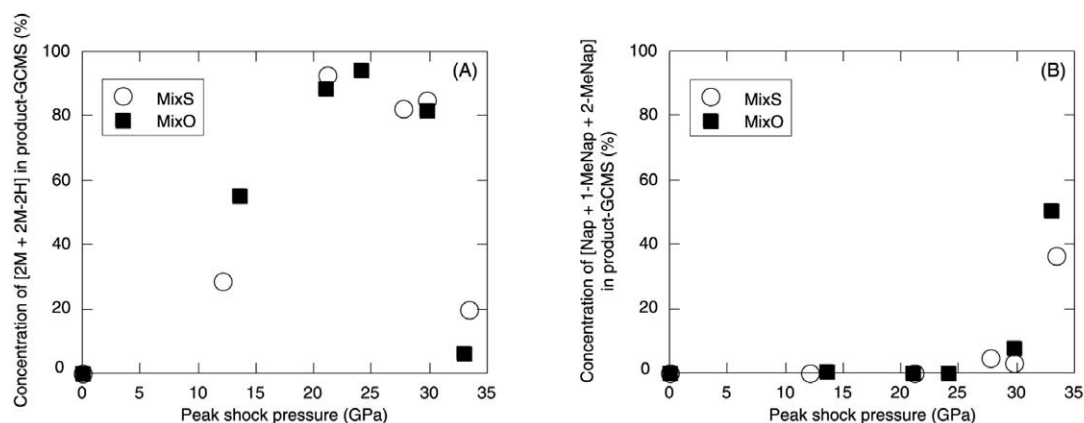 Concentration of [2M + 2M-2H] in product-GCMS (%)
100
80
60
40
20
0
(A)
MixS
MixO
0 5 10 15 20 25 30 35
Peak shock pressure (GPa)
Concentration of [Nap + 1-MeNap + 2-MeNap]
in product-GCMS (%)
100
80
60
40
20
0
(B)
MixS
MixO
0 5 10 15 20 25 30 35
Peak shock pressure (GPa)